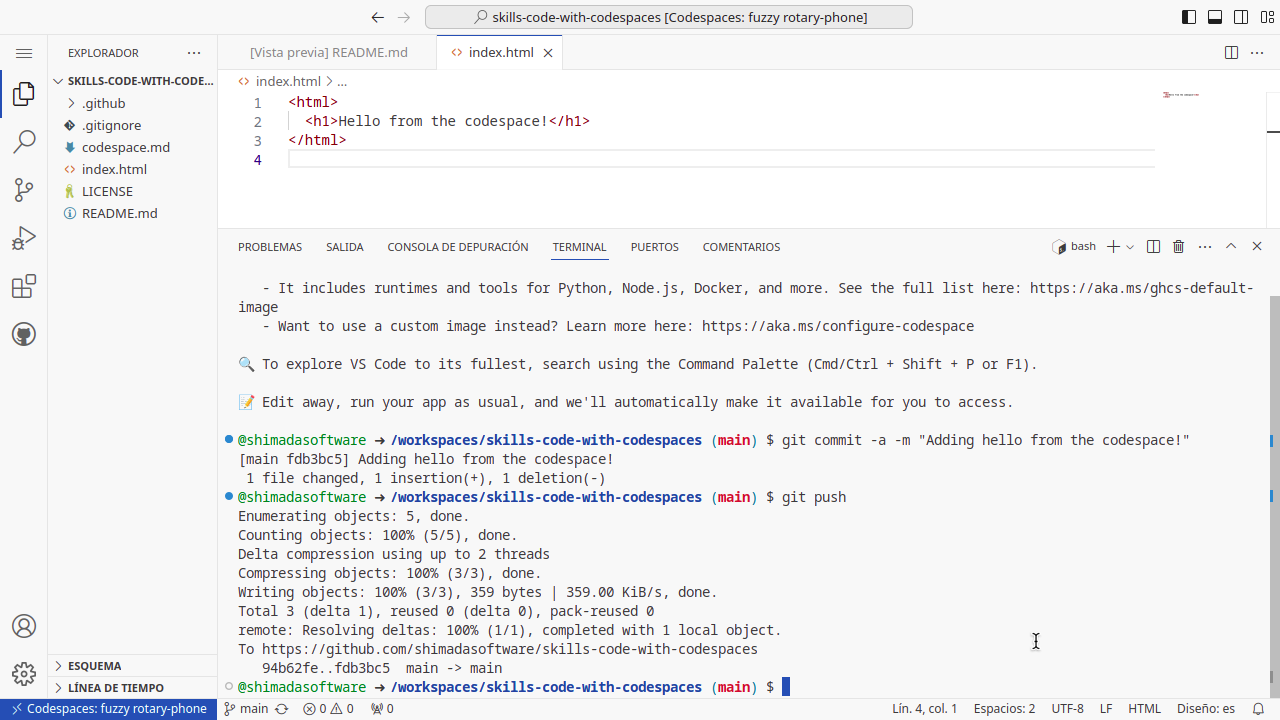 skills-code-with-codespaces [Codespaces: fuzzy rotary-phone]
EXPLORADOR
[Vista previa] README.md
index.html
SKILLS-CODE-WITH-CODE...
.github
.gitignore
codespace.md
index.html
LICENSE
README.md
index.html > ...
1 <html>
2 <h1>Hello from the codespace!</h1>
3 </html>
4
PROBLEMAS SALIDA CONSOLA DE DEPURACIÓN TERMINAL PUERTOS COMENTARIOS
bash
- It includes runtimes and tools for Python, Node.js, Docker, and more. See the full list here: https://aka.ms/ghcs-default-
image
- Want to use a custom image instead? Learn more here: https://aka.ms/configure-codespace
🔍 To explore VS Code to its fullest, search using the Command Palette (Cmd/Ctrl + Shift + P or F1).
📝 Edit away, run your app as usual, and we'll automatically make it available for you to access.
@shimadasoftware ➜ /workspaces/skills-code-with-codespaces (main) $ git commit -a -m "Adding hello from the codespace!"
[main fdb3bc5] Adding hello from the codespace!
1 file changed, 1 insertion(+), 1 deletion(-)
@shimadasoftware ➜ /workspaces/skills-code-with-codespaces (main) $ git push
Enumerating objects: 5, done.
Counting objects: 100% (5/5), done.
Delta compression using up to 2 threads
Compressing objects: 100% (3/3), done.
Writing objects: 100% (3/3), 359 bytes | 359.00 KiB/s, done.
Total 3 (delta 1), reused 0 (delta 0), pack-reused 0
remote: Resolving deltas: 100% (1/1), completed with 1 local object.
To https://github.com/shimadasoftware/skills-code-with-codespaces
94b62fe..fdb3bc5  main -> main
@shimadasoftware ➜ /workspaces/skills-code-with-codespaces (main) $
ESQUEMA
LÍNEA DE TIEMPO
Codespaces: fuzzy rotary-phone
main
0 0
0
Lín. 4, col. 1
Espacios: 2
UTF-8
LF
HTML
Diseño: es